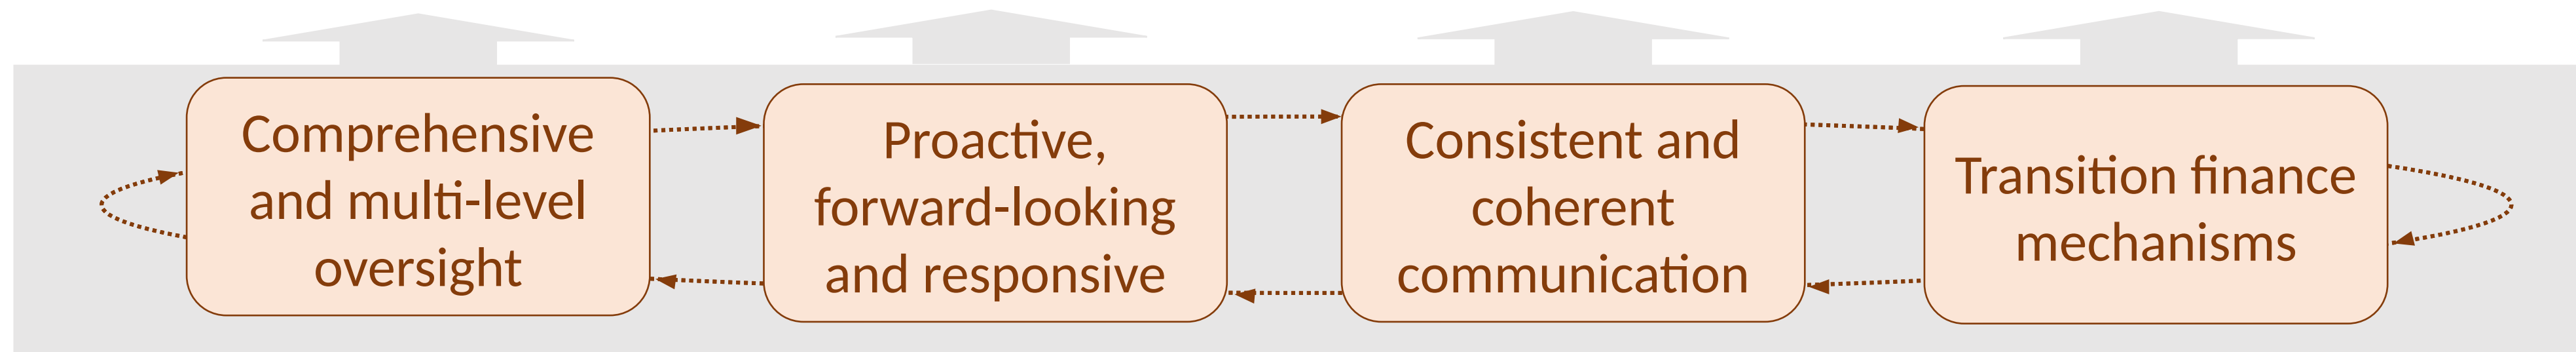 Comprehensive
and multi-level
oversight
Proactive,
forward-looking
and responsive
Consistent and
coherent
communication
Transition finance
mechanisms